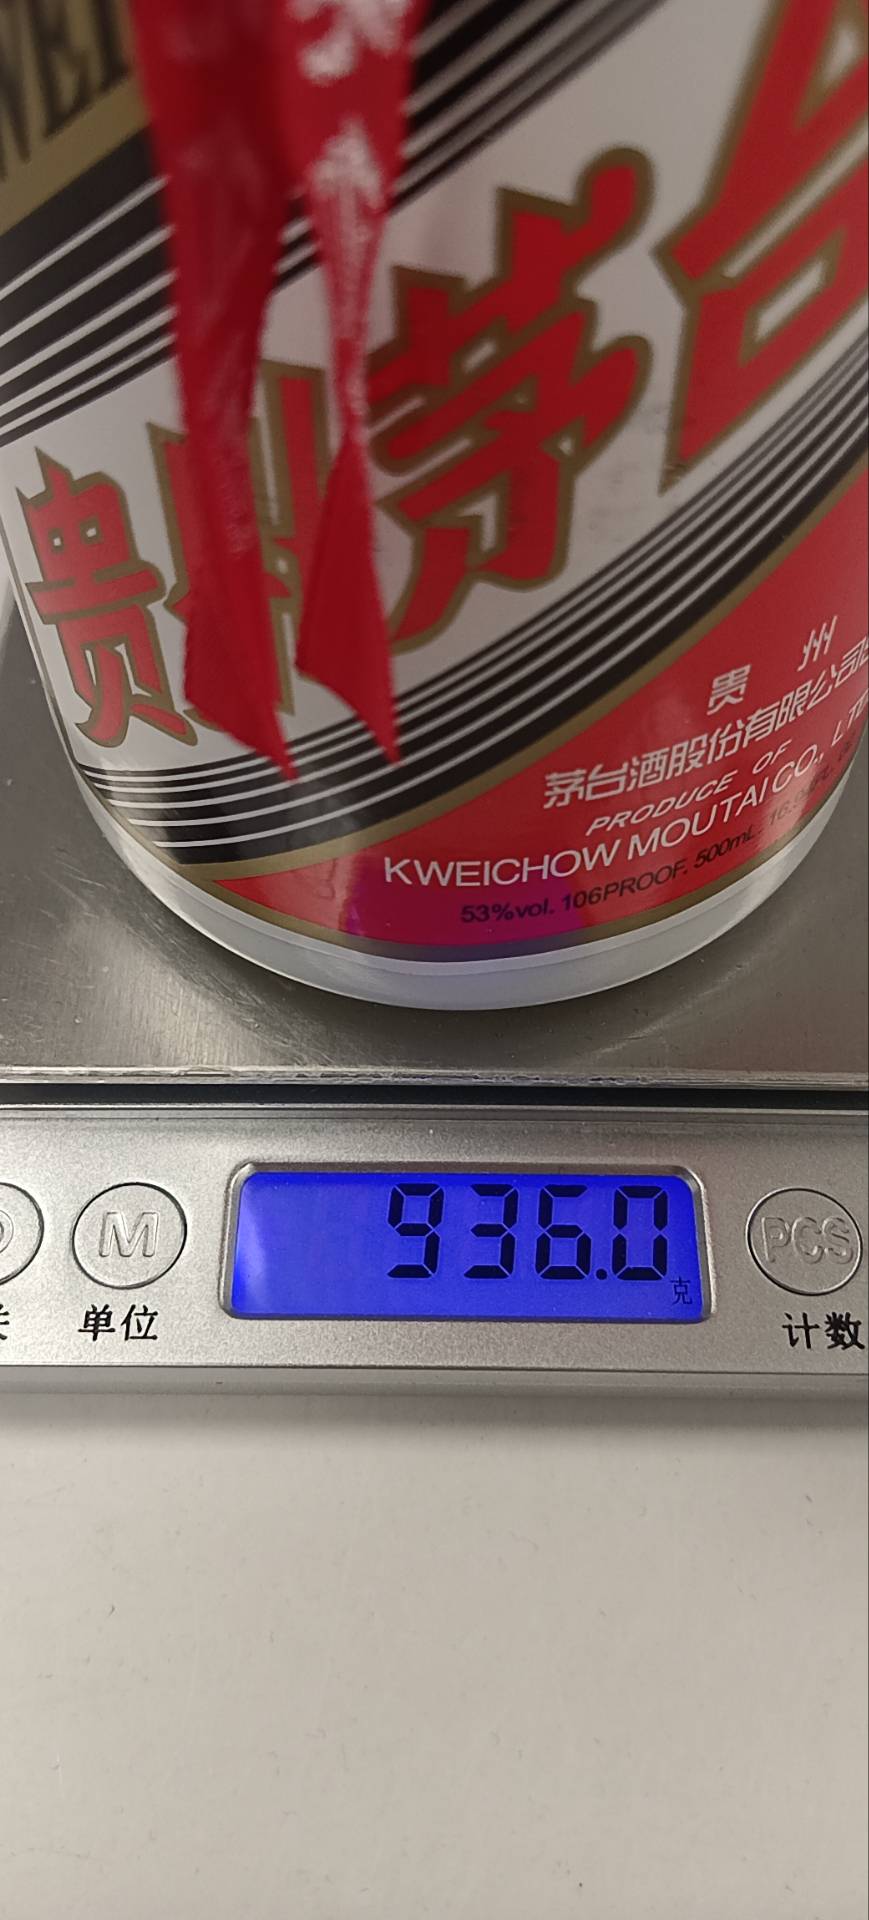 贵州茅台
贵州
茅台酒股份有限公司
PRODUCE OF
KWEICHOW MOUTAI CO., LTD
53%vol. 106PROOF. 500mL.
936.0
克
M
PCS
单位
计数